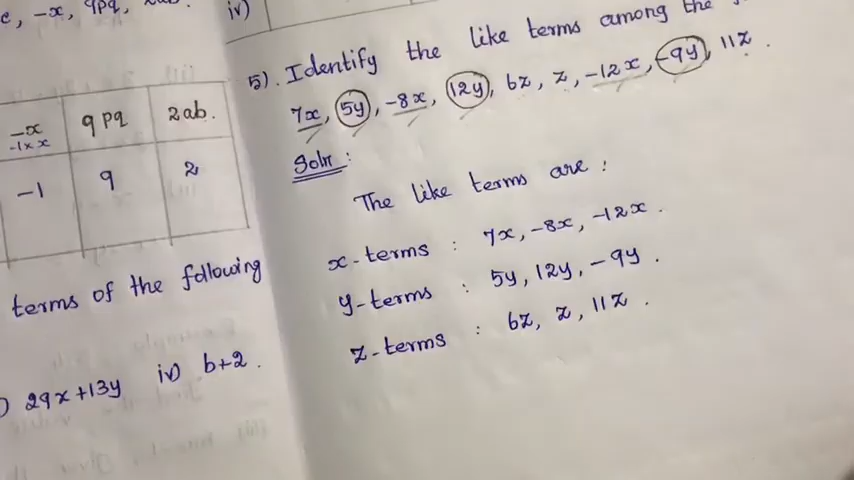 , -x, 9pq,
-x
-1 x x
9pq
2ab.
-1
9
2
terms of the following
29x+13y iv) b+2.
iv)
5). Identify the like terms among the
7x, 5y, -8x, 12y, 6z, z, -12x, -9y, 11z.
Soln:
The like terms are:
x-terms : 7x, -8x, -12x.
y-terms : 5y, 12y, -9y.
z-terms : 6z, z, 11z.